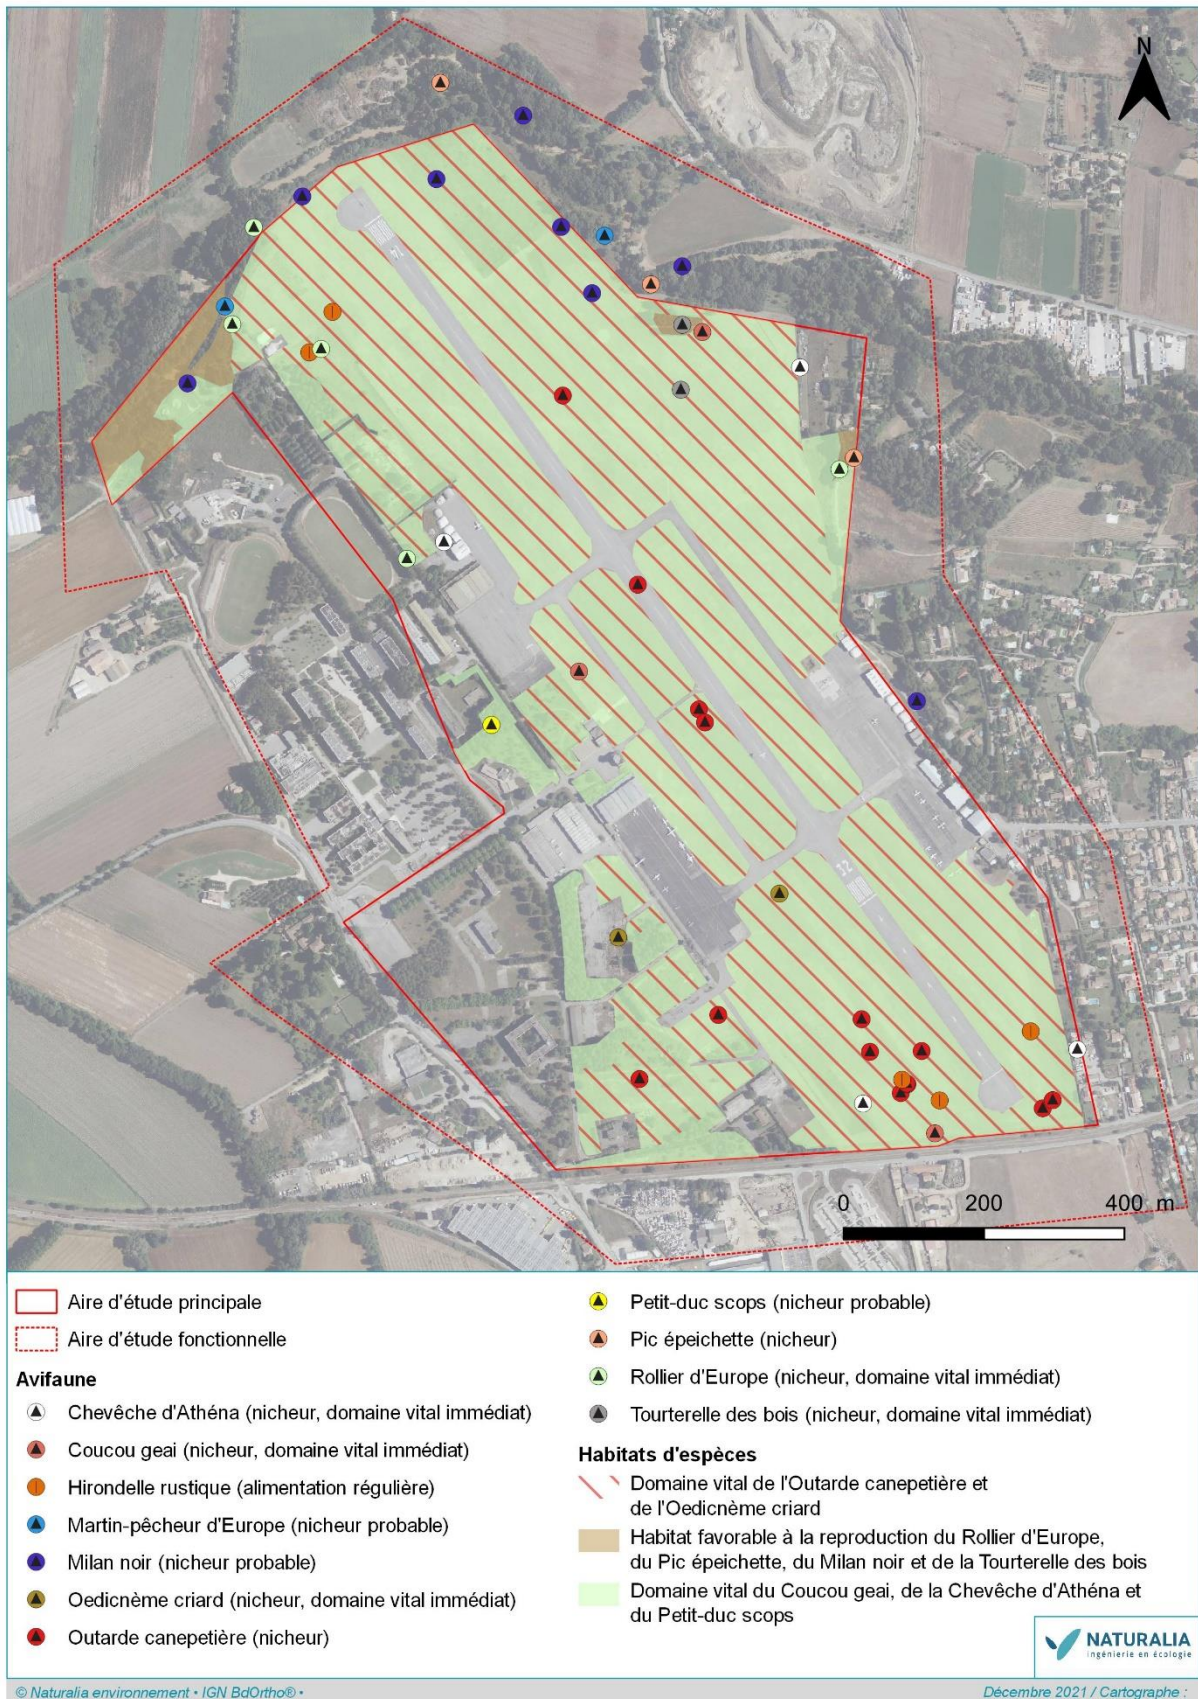 N
14
32
0 200 400 m
Aire d'étude principale
Aire d'étude fonctionnelle
Avifaune
Chevêche d'Athéna (nicheur, domaine vital immédiat)
Coucou geai (nicheur, domaine vital immédiat)
Hirondelle rustique (alimentation régulière)
Martin-pêcheur d'Europe (nicheur probable)
Milan noir (nicheur probable)
Oedicnème criard (nicheur, domaine vital immédiat)
Outarde canepetière (nicheur)
Petit-duc scops (nicheur probable)
Pic épeichette (nicheur)
Rollier d'Europe (nicheur, domaine vital immédiat)
Tourterelle des bois (nicheur, domaine vital immédiat)
Habitats d'espèces
Domaine vital de l'Outarde canepetière et
de l'Oedicnème criard
Habitat favorable à la reproduction du Rollier d'Europe,
du Pic épeichette, du Milan noir et de la Tourterelle des bois
Domaine vital du Coucou geai, de la Chevêche d'Athéna et
du Petit-duc scops
NATURALIA
Ingénierie en écologie
© Naturalia environnement • IGN BdOrtho® •
Décembre 2021 / Cartographe :